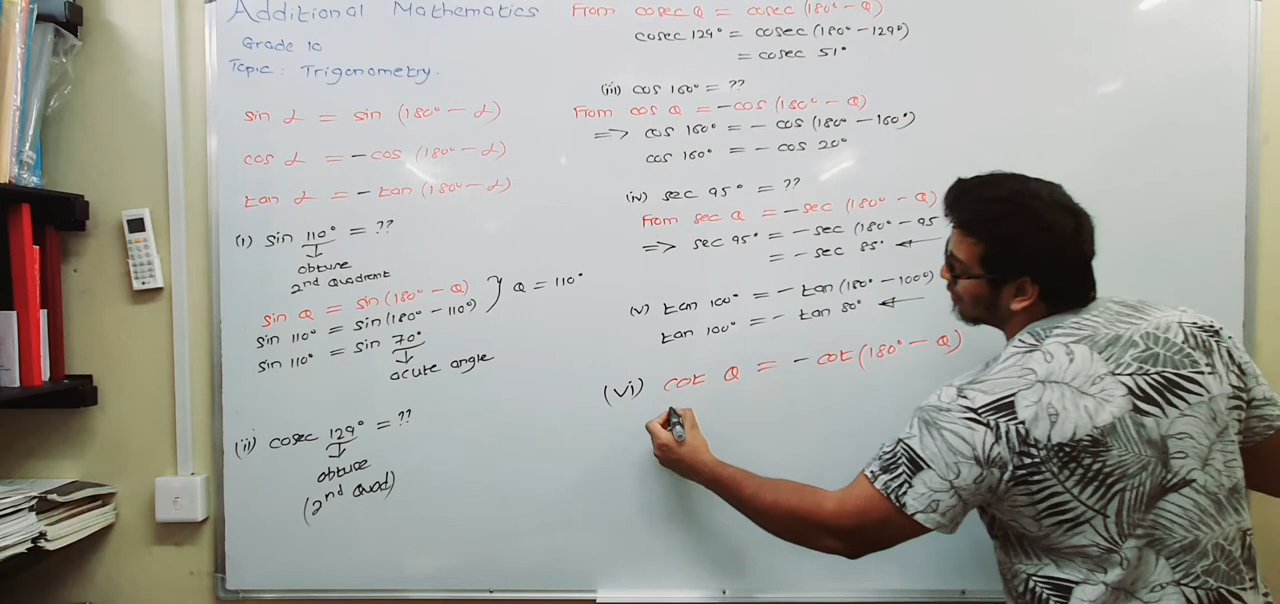 Additional Mathematics
Grade 10
Topic : Trigonometry.
sin α = sin (180° - α)
cos α = -cos (180° - α)
tan α = -tan (180° - α)
(i) sin 110° = ??
obtuse
2nd Quadrant
sin Q = sin (180° - Q)
sin 110° = sin (180° - 110°) } Q = 110°
sin 110° = sin 70°
acute angle
(ii) cosec 129° = ??
obtuse
(2nd Quad)
From cosec Q = cosec (180° - Q)
cosec 129° = cosec (180° - 129°)
= cosec 51°
(iii) cos 160° = ??
From cos Q = -cos (180° - Q)
=> cos 160° = - cos (180° - 160°)
cos 160° = - cos 20°
(iv) sec 95° = ??
From sec Q = -sec (180° - Q)
=> sec 95° = - sec (180° - 95
= - sec 85° ←
(v) tan 100° = - tan (180° - 100°)
tan 100° = - tan 80° ←
(vi) cot Q = - cot (180° - Q)